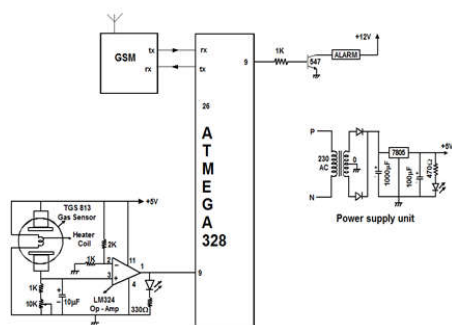 GSM
tx
rx
rx
tx
26
9
ATMEGA
328
1K
547
ALARM
+12V
P
230
AC
N
0
1000µF
7805
100µF
470Ω
+5V
Power supply unit
TGS 813
Gas Sensor
Heater
Coil
+5V
2K
1K
2
3
11
1
4
9
1K
10K
10µF
LM324
Op - Amp
330Ω